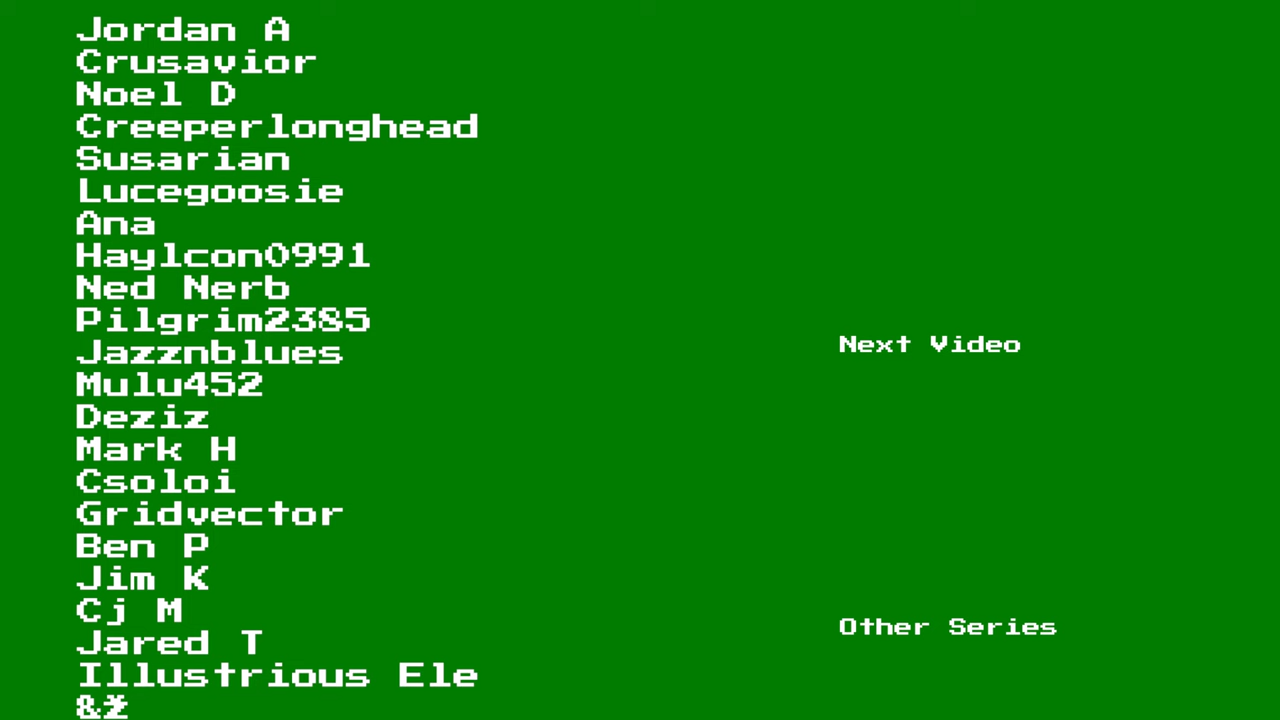 Jordan A
Crusavior
Noel D
Creeperlonghead
Susarian
Lucegoosie
Ana
Haylcon0991
Ned Nerb
Pilgrim2385
Jazznblues
Mulu452
Deziz
Mark H
Csoloi
Gridvector
Ben P
Jim K
Cj M
Jared T
Illustrious Ele
Next Video
Other Series